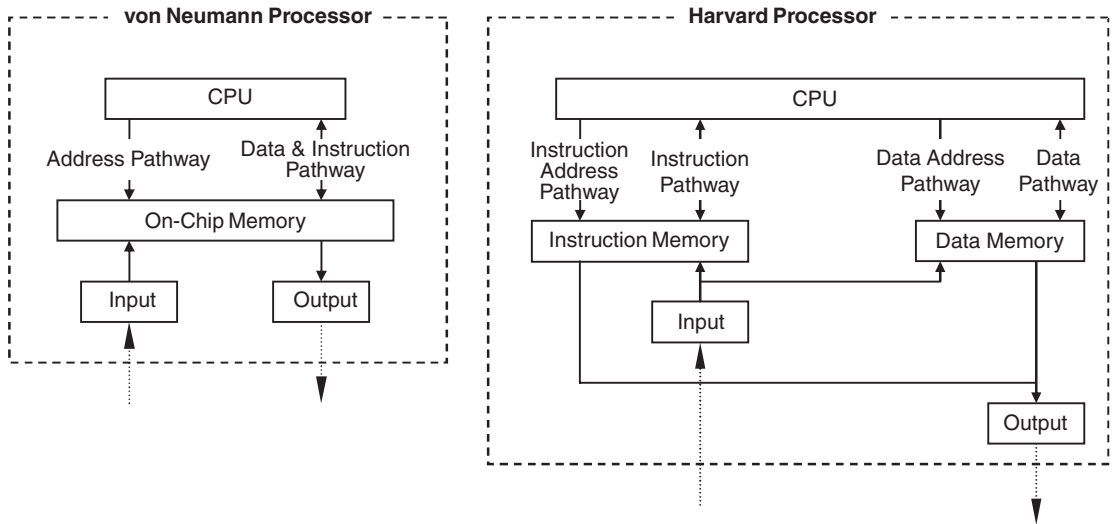 von Neumann Processor
CPU
Address Pathway
Data & Instruction
Pathway
On-Chip Memory
Input
Output
Harvard Processor
CPU
Instruction
Address
Pathway
Instruction
Pathway
Data Address
Pathway
Data
Pathway
Instruction Memory
Data Memory
Input
Output